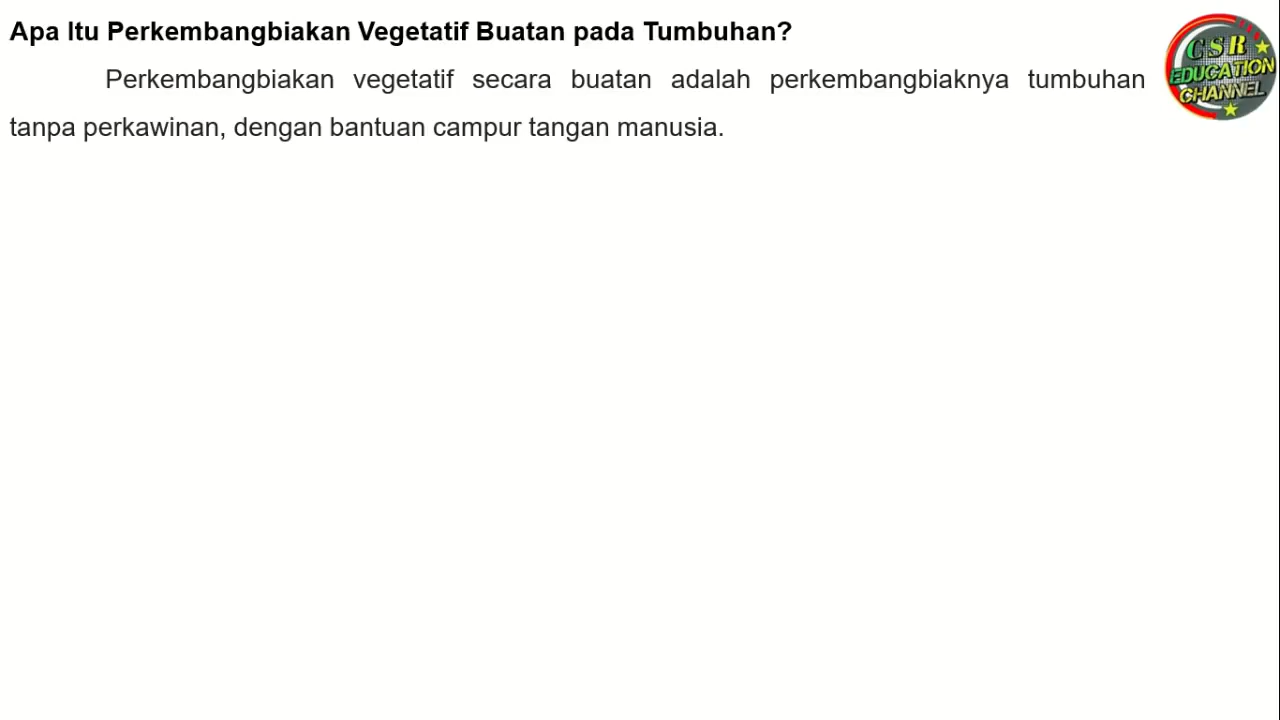 Apa Itu Perkembangbiakan Vegetatif Buatan pada Tumbuhan?
Perkembangbiakan vegetatif secara buatan adalah perkembangbiaknya tumbuhan
tanpa perkawinan, dengan bantuan campur tangan manusia.
CSR
EDUCATION
CHANNEL